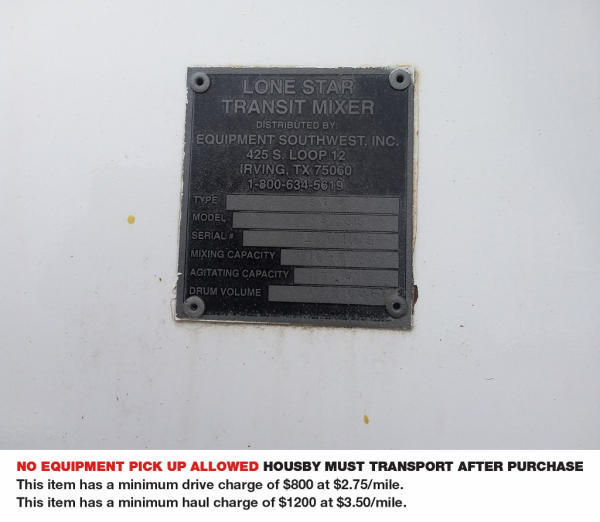 LONE STAR
TRANSIT MIXER
DISTRIBUTED BY:
EQUIPMENT SOUTHWEST, INC.
425 S. LOOP 12
IRVING, TX 75060
1-800-634-5619
TYPE
MODEL
SERIAL #
MIXING CAPACITY
AGITATING CAPACITY
DRUM VOLUME
NO EQUIPMENT PICK UP ALLOWED HOUSBY MUST TRANSPORT AFTER PURCHASE
This item has a minimum drive charge of $800 at $2.75/mile.
This item has a minimum haul charge of $1200 at $3.50/mile.